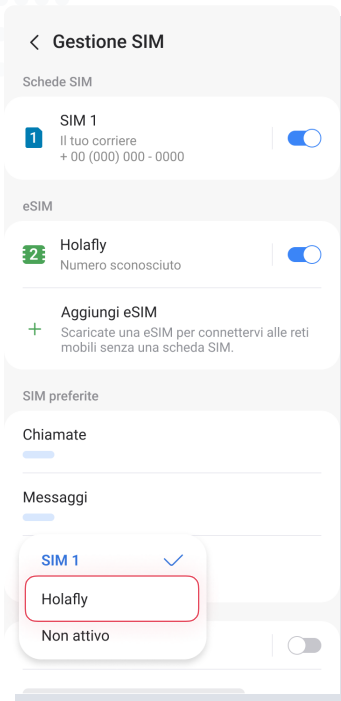 Gestione SIM
Schede SIM
1
SIM 1
Il tuo corriere
+ 00 (000) 000 - 0000
eSIM
2
Holafly
Numero sconosciuto
Aggiungi eSIM
Scaricate una eSIM per connettervi alle reti
mobili senza una scheda SIM.
SIM preferite
Chiamate
Messaggi
SIM 1
Holafly
Non attivo